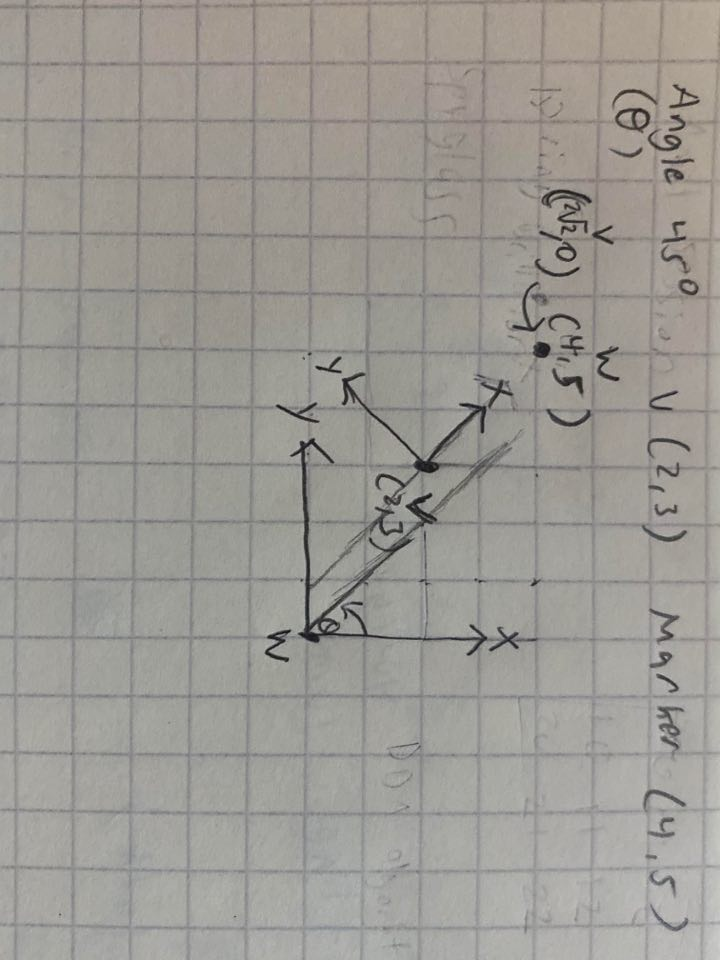 Angle 45° V (2,3) Marker (4,5)
(θ)
V W
(2√2,0) (4,5)
X
Y
V
(2,3)
Y
θ
X
W